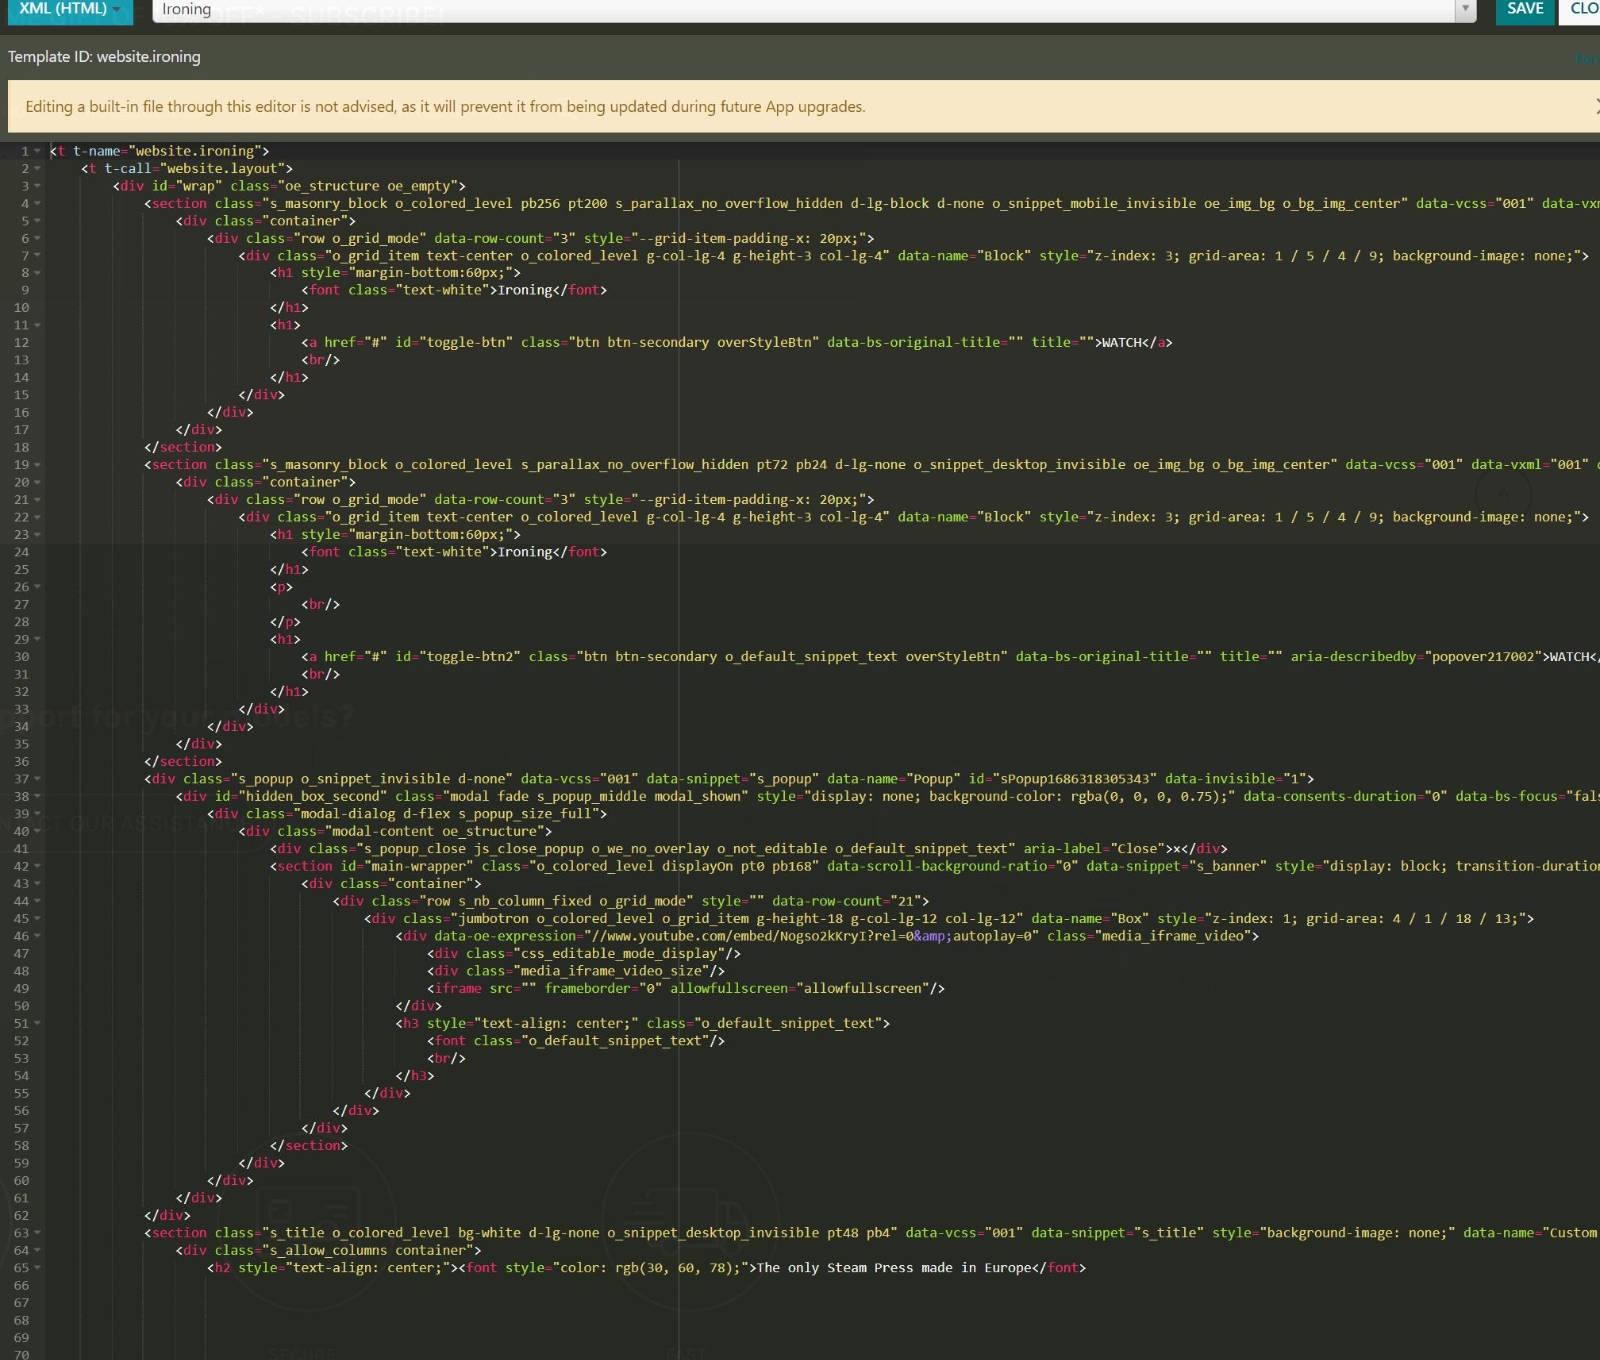 XML (HTML)
Ironing
SAVE
CLO
Template ID: website.ironing
Editing a built-in file through this editor is not advised, as it will prevent it from being updated during future App upgrades.
1 <t t-name="website.ironing">
2 <t t-call="website.layout">
3 <div id="wrap" class="oe_structure oe_empty">
4 <section class="s_masonry_block o_colored_level pb256 pt200 s_parallax_no_overflow_hidden d-lg-block d-none o_snippet_mobile_invisible oe_img_bg o_bg_img_center" data-vcss="001" data-vxm
5 <div class="container">
6 <div class="row o_grid_mode" data-row-count="3" style="--grid-item-padding-x: 20px;">
7 <div class="o_grid_item text-center o_colored_level g-col-lg-4 g-height-3 col-lg-4" data-name="Block" style="z-index: 3; grid-area: 1 / 5 / 4 / 9; background-image: none;">
8 <h1 style="margin-bottom:60px;">
9 <font class="text-white">Ironing</font>
10 </h1>
11 <h1>
12 <a href="#" id="toggle-btn" class="btn btn-secondary overStyleBtn" data-bs-original-title="" title="">WATCH</a>
13 <br/>
14 </h1>
15 </div>
16 </div>
17 </div>
18 </section>
19 <section class="s_masonry_block o_colored_level s_parallax_no_overflow_hidden pt72 pb24 d-lg-none o_snippet_desktop_invisible oe_img_bg o_bg_img_center" data-vcss="001" data-vxml="001"
20 <div class="container">
21 <div class="row o_grid_mode" data-row-count="3" style="--grid-item-padding-x: 20px;">
22 <div class="o_grid_item text-center o_colored_level g-col-lg-4 g-height-3 col-lg-4" data-name="Block" style="z-index: 3; grid-area: 1 / 5 / 4 / 9; background-image: none;">
23 <h1 style="margin-bottom:60px;">
24 <font class="text-white">Ironing</font>
25 </h1>
26 <p>
27 <br/>
28 </p>
29 <h1>
30 <a href="#" id="toggle-btn2" class="btn btn-secondary o_default_snippet_text overStyleBtn" data-bs-original-title="" title="" aria-describedby="popover217002">WATCH</
31 <br/>
32 </h1>
33 </div>
34 </div>
35 </div>
36 </section>
37 <div class="s_popup o_snippet_invisible d-none" data-vcss="001" data-snippet="s_popup" data-name="Popup" id="sPopup1686318305343" data-invisible="1">
38 <div id="hidden_box_second" class="modal fade s_popup_middle modal_shown" style="display: none; background-color: rgba(0, 0, 0, 0.75);" data-consents-duration="0" data-bs-focus="fals
39 <div class="modal-dialog d-flex s_popup_size_full">
40 <div class="modal-content oe_structure">
41 <div class="s_popup_close js_close_popup o_we_no_overlay o_not_editable o_default_snippet_text" aria-label="Close">×</div>
42 <section id="main-wrapper" class="o_colored_level displayOn pt0 pb168" data-scroll-background-ratio="0" data-snippet="s_banner" style="display: block; transition-duration
43 <div class="container">
44 <div class="row s_nb_column_fixed o_grid_mode" style="" data-row-count="21">
45 <div class="jumbotron o_colored_level o_grid_item g-height-18 g-col-lg-12 col-lg-12" data-name="Box" style="z-index: 1; grid-area: 4 / 1 / 18 / 13;">
46 <div data-oe-expression="//www.youtube.com/embed/Nogso2kKryI?rel=0&amp;autoplay=0" class="media_iframe_video">
47 <div class="css_editable_mode_display"/>
48 <div class="media_iframe_video_size"/>
49 <iframe src="" frameborder="0" allowfullscreen="allowfullscreen"/>
50 </div>
51 <h3 style="text-align: center;" class="o_default_snippet_text">
52 <font class="o_default_snippet_text"/>
53 <br/>
54 </h3>
55 </div>
56 </div>
57 </div>
58 </section>
59 </div>
60 </div>
61 </div>
62 </div>
63 <section class="s_title o_colored_level bg-white d-lg-none o_snippet_desktop_invisible pt48 pb4" data-vcss="001" data-snippet="s_title" style="background-image: none;" data-name="Custom
64 <div class="s_allow_columns container">
65 <h2 style="text-align: center;"><font style="color: rgb(30, 60, 78);">The only Steam Press made in Europe</font>
66
67
68
69
70